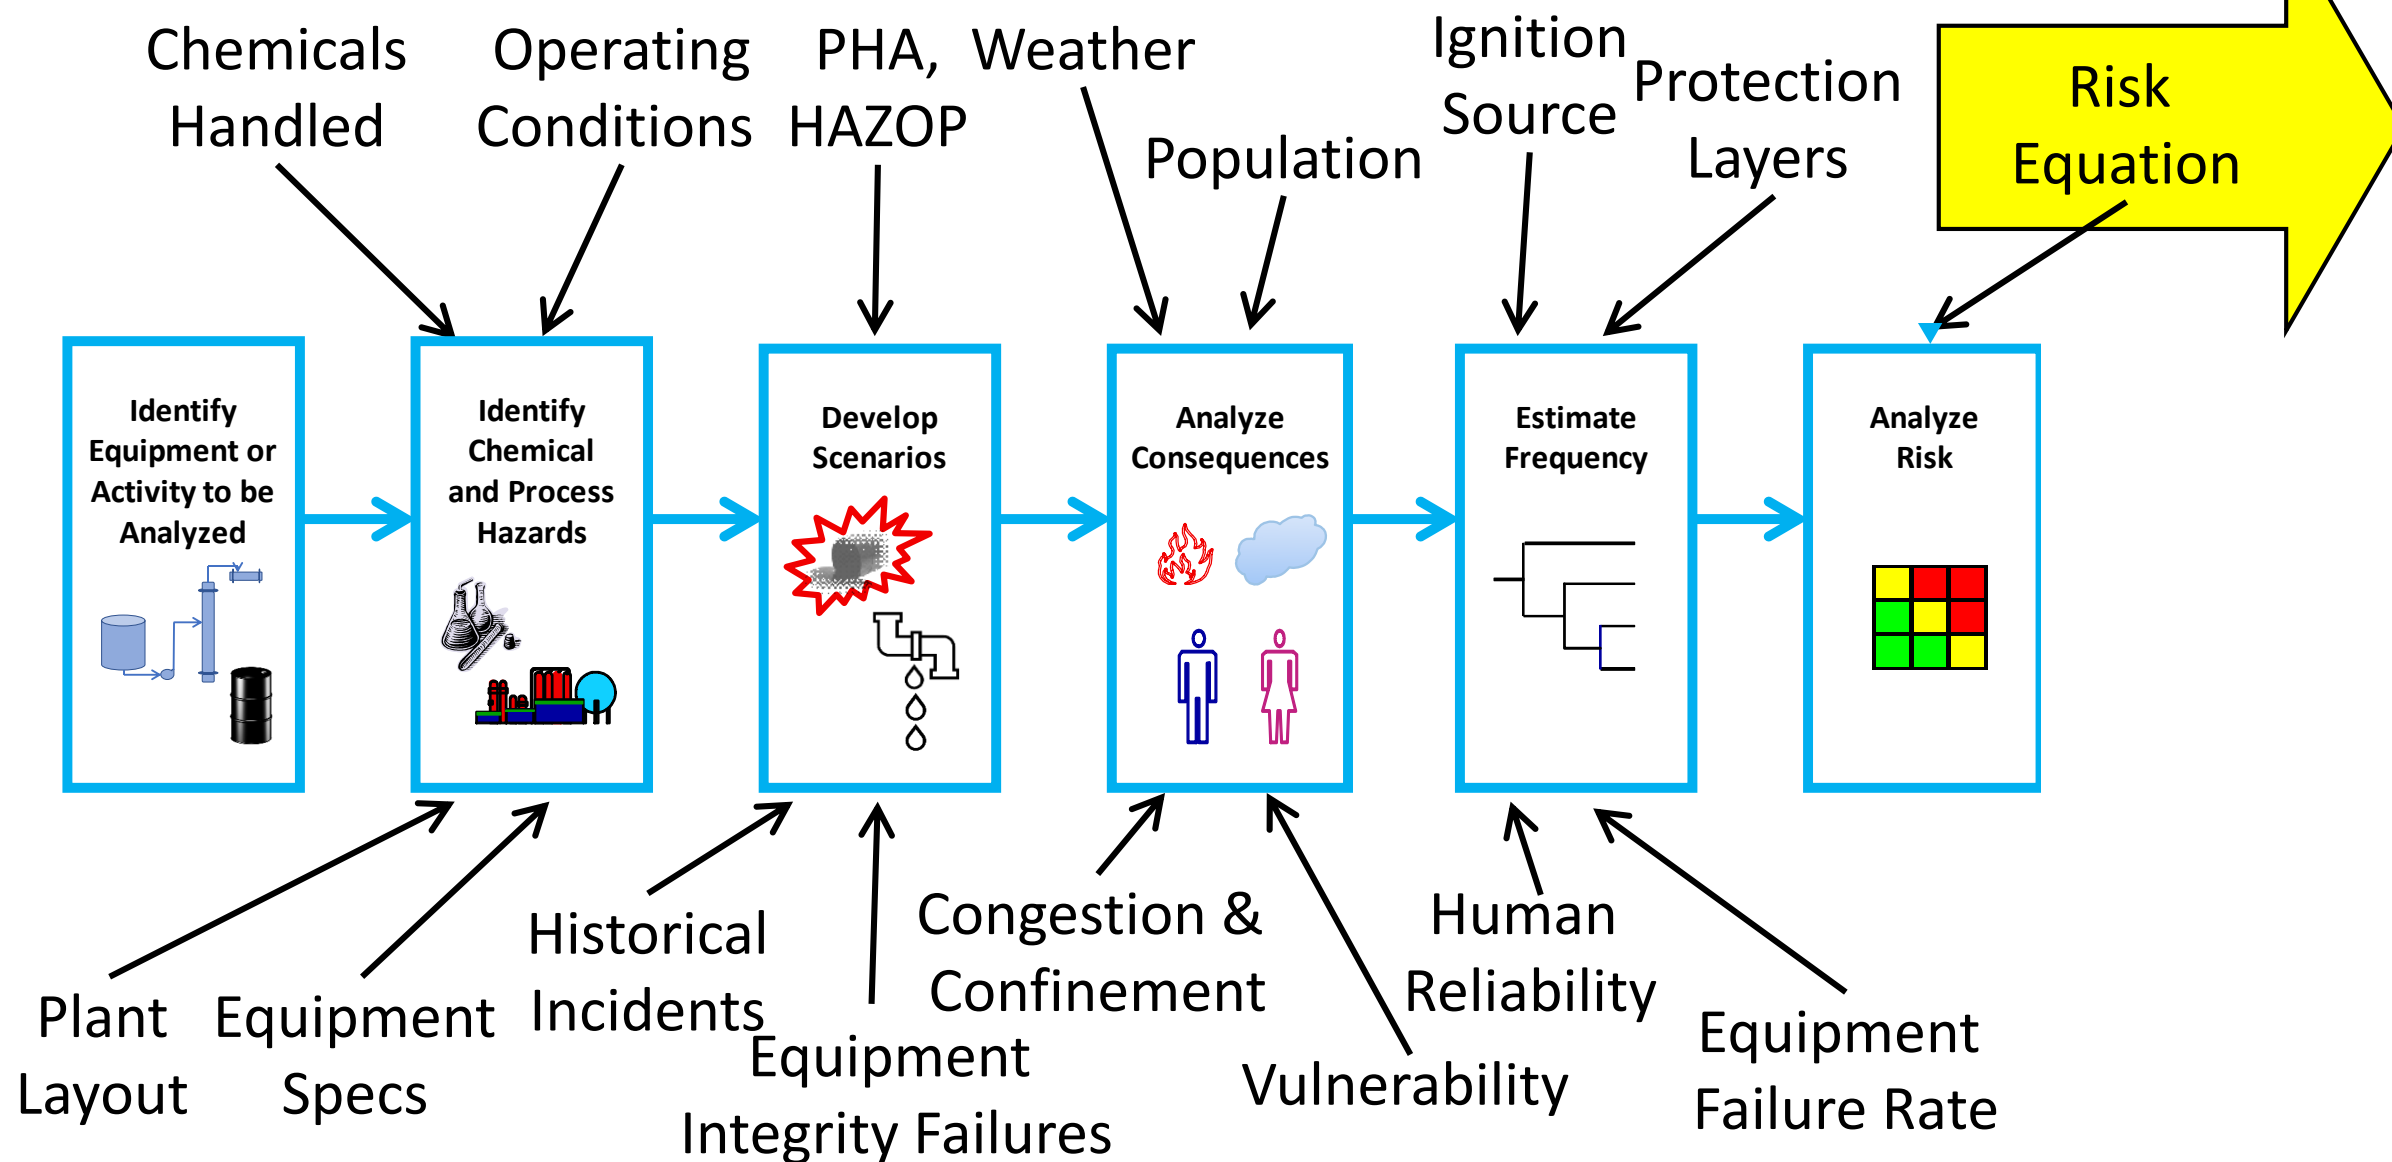 Chemicals
Handled
Operating
Conditions
PHA,
HAZOP
Weather
Population
Ignition
Source
Protection
Layers
Risk
Equation
Identify
Equipment or
Activity to be
Analyzed
Identify
Chemical
and Process
Hazards
Develop
Scenarios
Analyze
Consequences
Estimate
Frequency
Analyze
Risk
Plant
Layout
Equipment
Specs
Historical
Incidents
Equipment
Integrity Failures
Congestion &
Confinement
Vulnerability
Human
Reliability
Equipment
Failure Rate